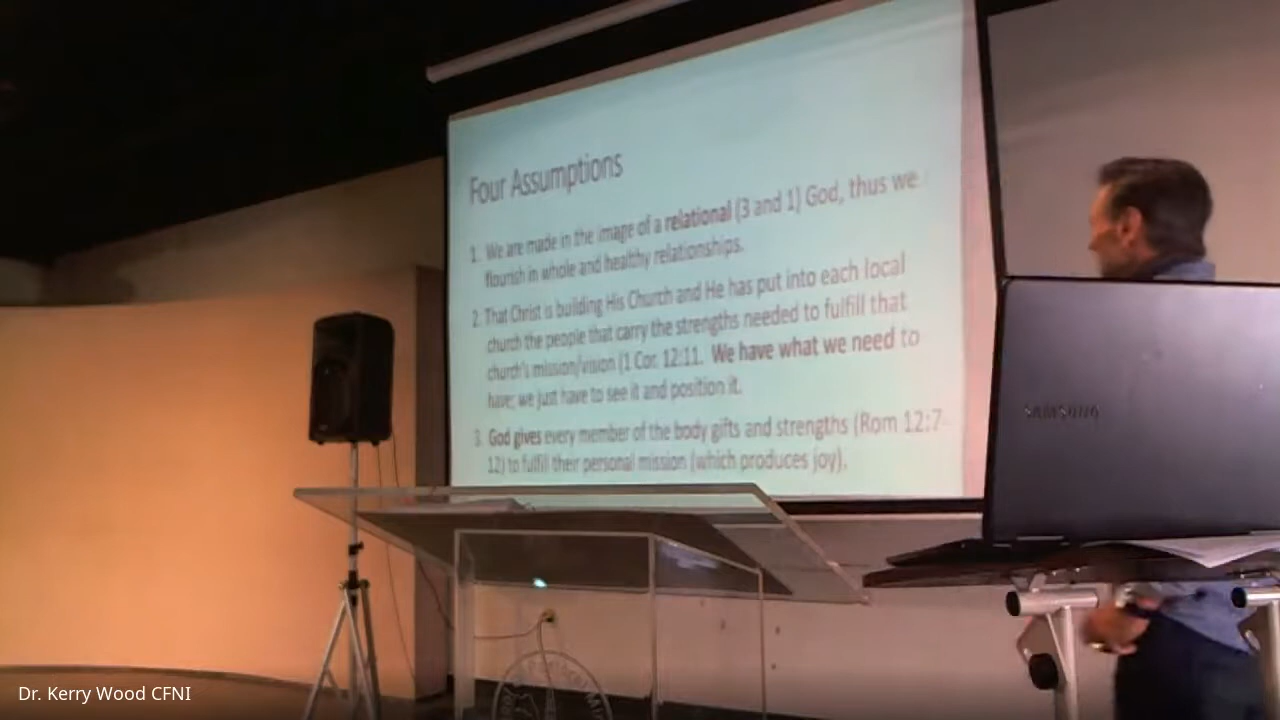 Four Assumptions
1. We are made in the image of a relational (3 and 1) God, thus we
flourish in whole and healthy relationships.
2. That Christ is building His Church and He has put into each local
church the people that carry the strengths needed to fulfill that
church's mission/vision (1 Cor. 12:11. We have what we need to
have; we just have to see it and position it.
3. God gives every member of the body gifts and strengths (Rom 12:7-
12) to fulfill their personal mission (which produces joy),
SAMSUNG
Dr. Kerry Wood CFNI